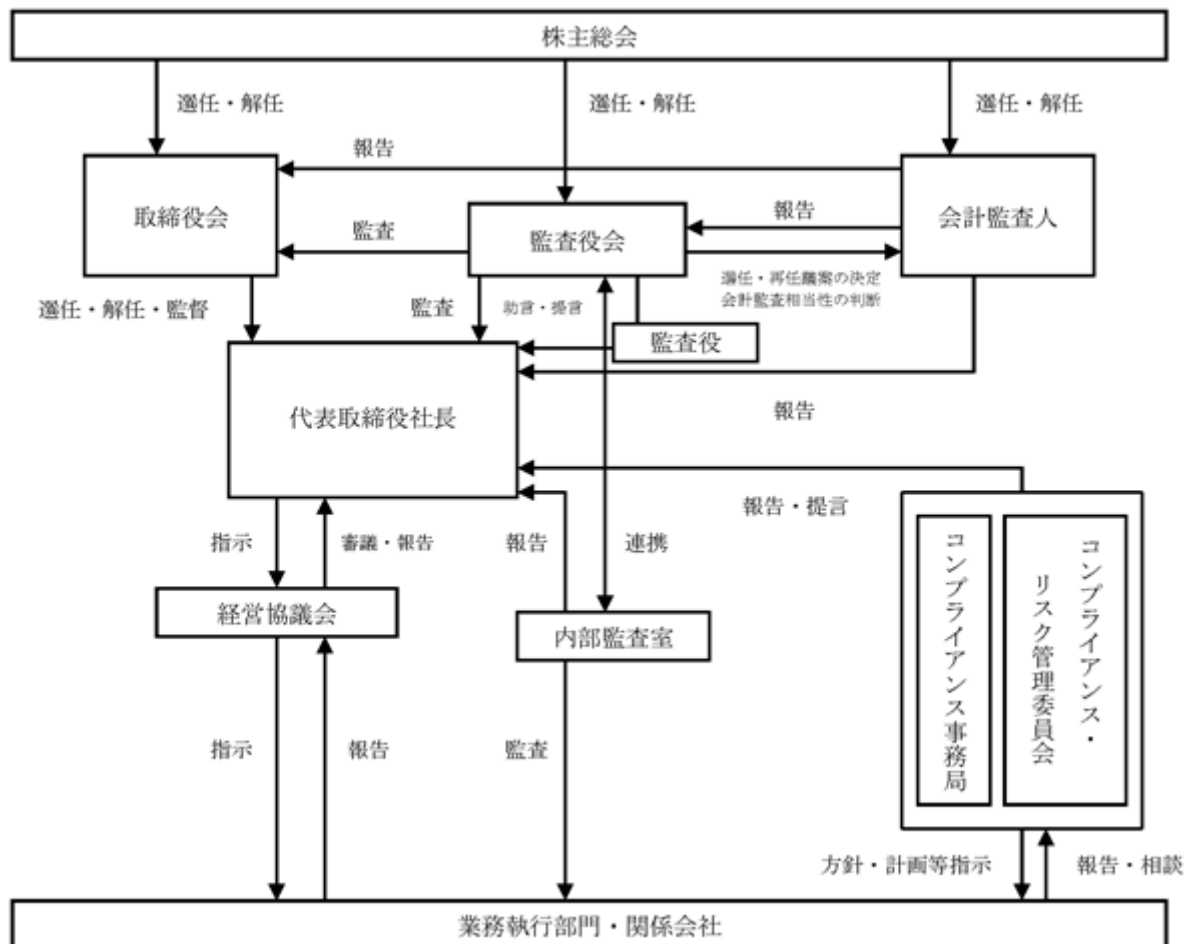 株主総会
選任・解任
選任・解任
選任・解任
報告
取締役会
監査役会
会計監査人
監査
報告
選任・再任議案の決定
会計監査相当性の判断
選任・解任・監督
監査
助言・提言
監査役
代表取締役社長
報告
報告・提言
指示
審議・報告
報告
連携
経営協議会
内部監査室
コンプライアンス・
リスク管理委員会
コンプライアンス事務局
指示
報告
監査
方針・計画等指示
報告・相談
業務執行部門・関係会社